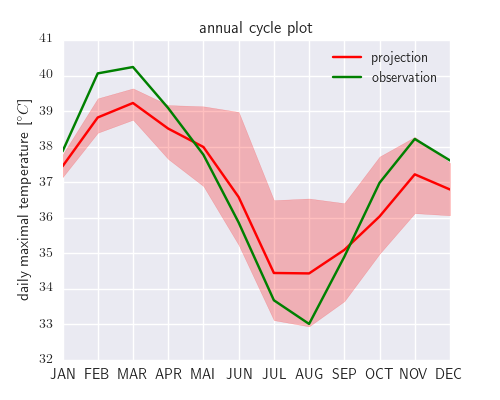 annual cycle plot
projection
observation
daily maximal temperature [°C]
41
40
39
38
37
36
35
34
33
32
JAN FEB MAR APR MAI JUN JUL AUG SEP OCT NOV DEC